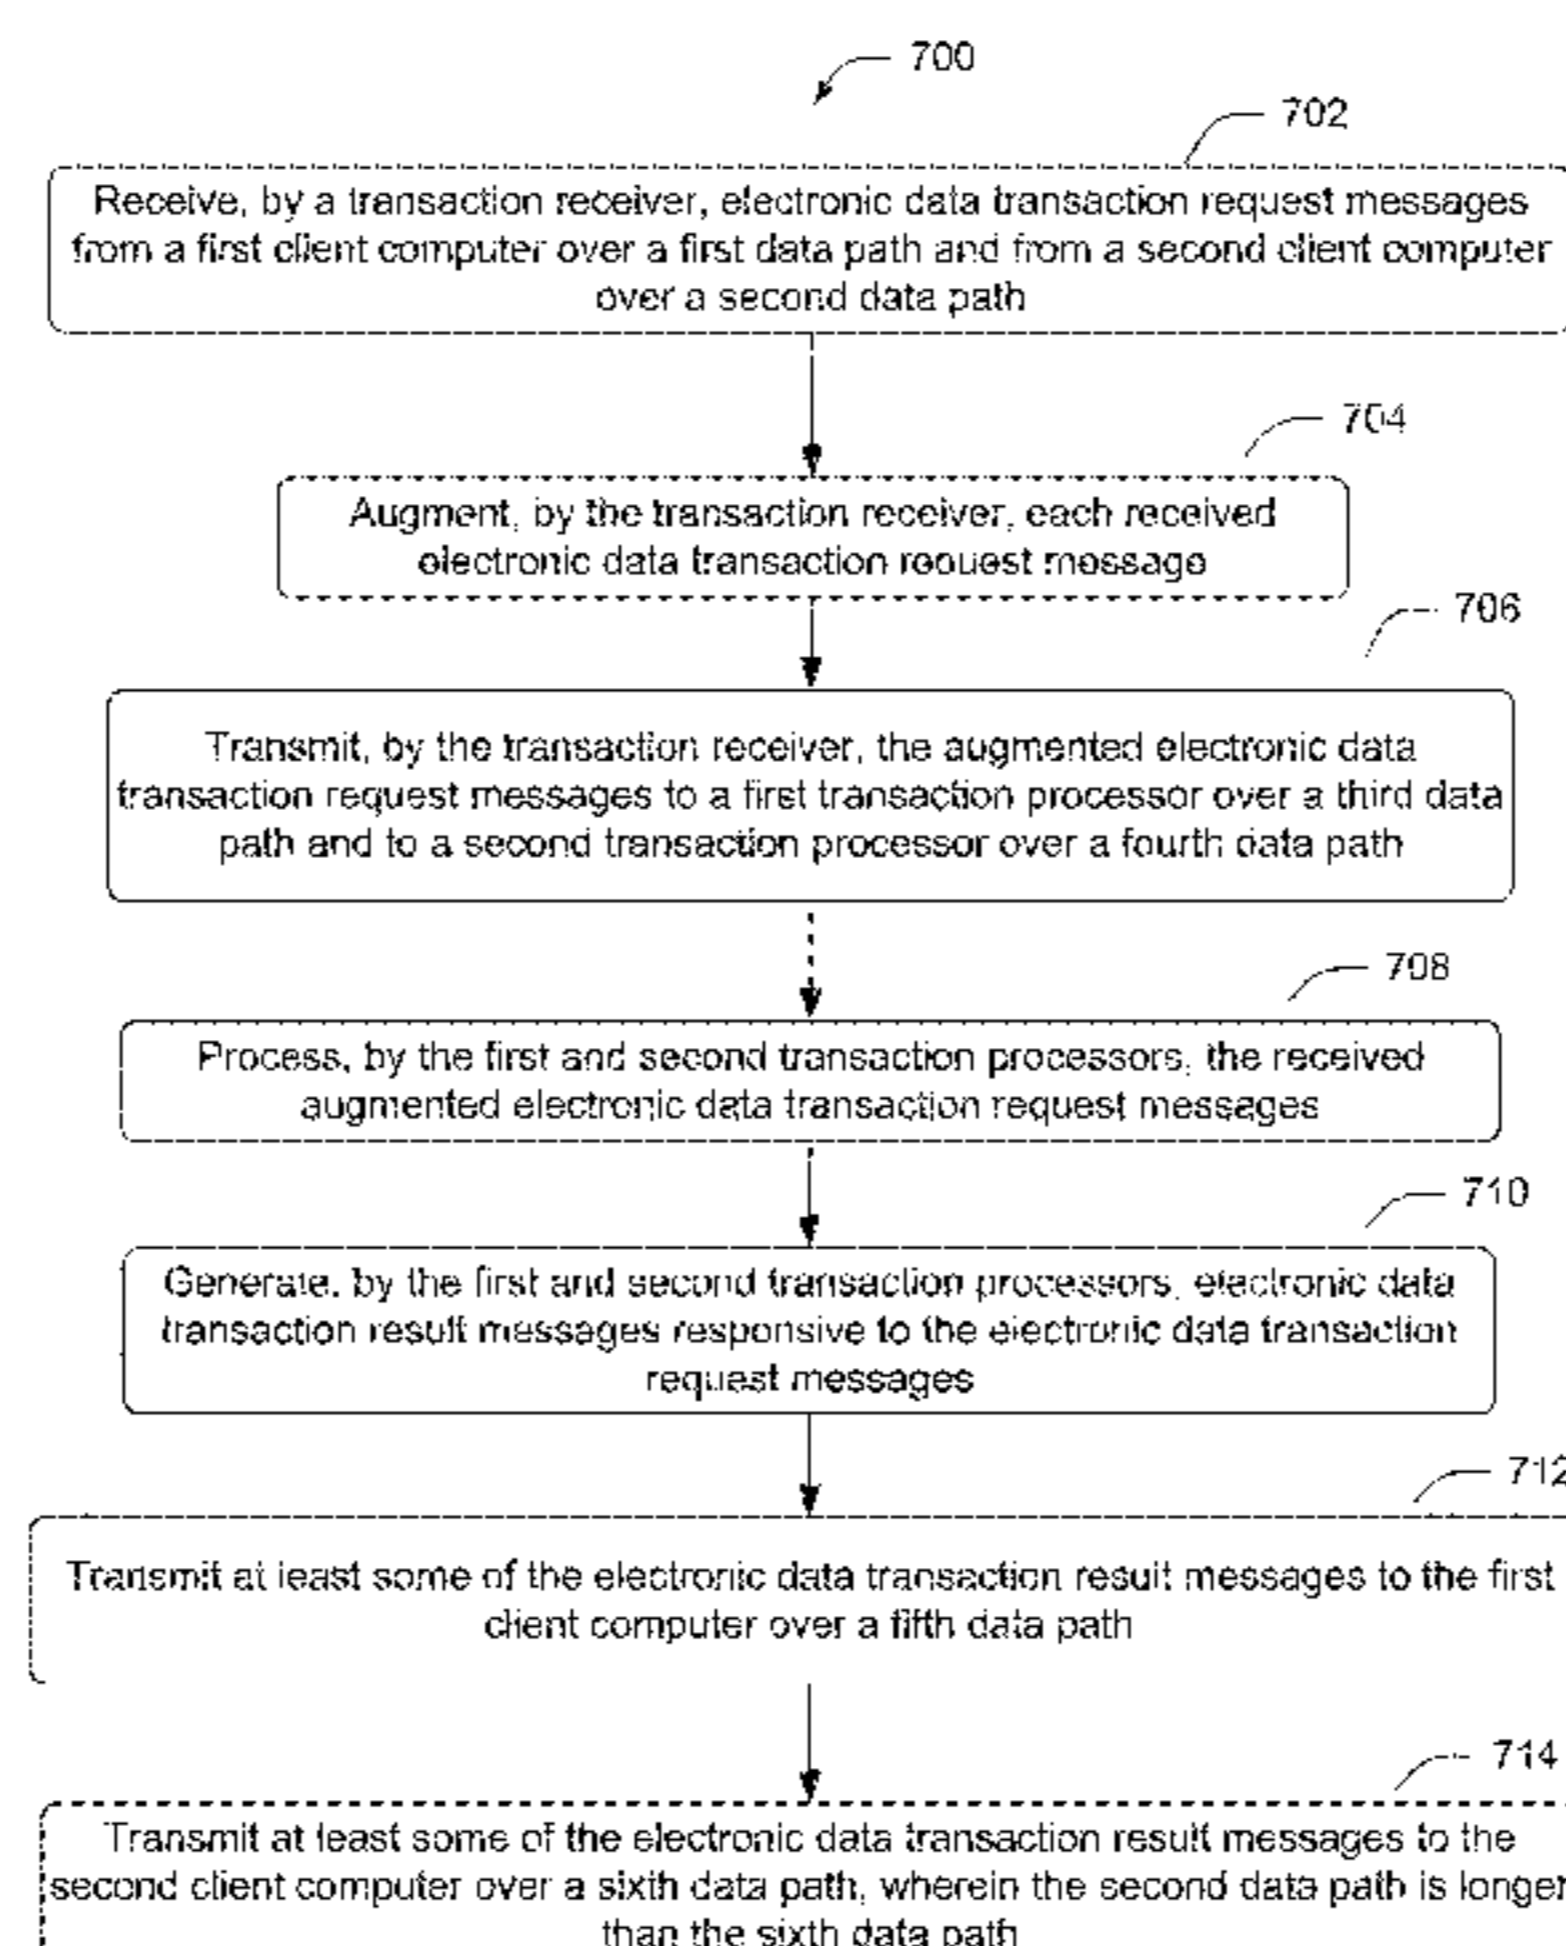 700
702
Receive, by a transaction receiver, electronic data transaction request messages
from a first client computer over a first data path and from a second client computer
over a second data path
704
Augment, by the transaction receiver, each received
electronic data transaction request message
706
Transmit, by the transaction receiver, the augmented electronic data
transaction request messages to a first transaction processor over a third data
path and to a second transaction processor over a fourth data path
708
Process, by the first and second transaction processors, the received
augmented electronic data transaction request messages
710
Generate, by the first and second transaction processors, electronic data
transaction result messages responsive to the electronic data transaction
request messages
712
Transmit at least some of the electronic data transaction result messages to the first
client computer over a fifth data path
714
Transmit at least some of the electronic data transaction result messages to the
second client computer over a sixth data path, wherein the second data path is longer
than the sixth data path